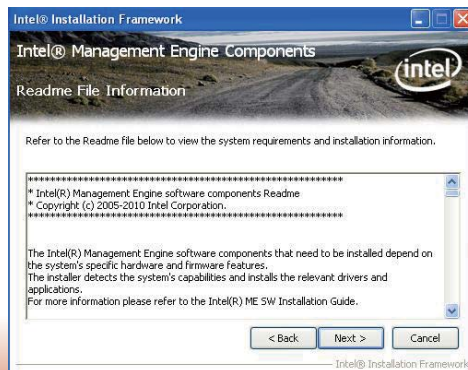 Intel® Installation Framework
Intel® Management Engine Components
Readme File Information
(intel)
Refer to the Readme file below to view the system requirements and installation information.
******************************************************
* Intel(R) Management Engine software components Readme
* Copyright (c) 2005-2010 Intel Corporation.
******************************************************
The Intel(R) Management Engine software components that need to be installed depend on
the system's specific hardware and firmware features.
The installer detects the system's capabilities and installs the relevant drivers and
applications.
For more information please refer to the Intel(R) ME SW Installation Guide.
< Back
Next >
Cancel
Intel® Installation Framework